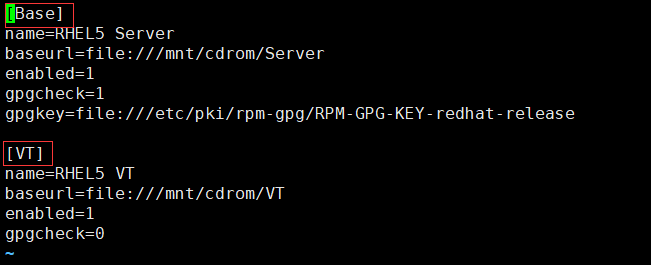 [Base]
name=RHEL5 Server
baseurl=file:///mnt/cdrom/Server
enabled=1
gpgcheck=1
gpgkey=file:///etc/pki/rpm-gpg/RPM-GPG-KEY-redhat-release
[VT]
name=RHEL5 VT
baseurl=file:///mnt/cdrom/VT
enabled=1
gpgcheck=0
~